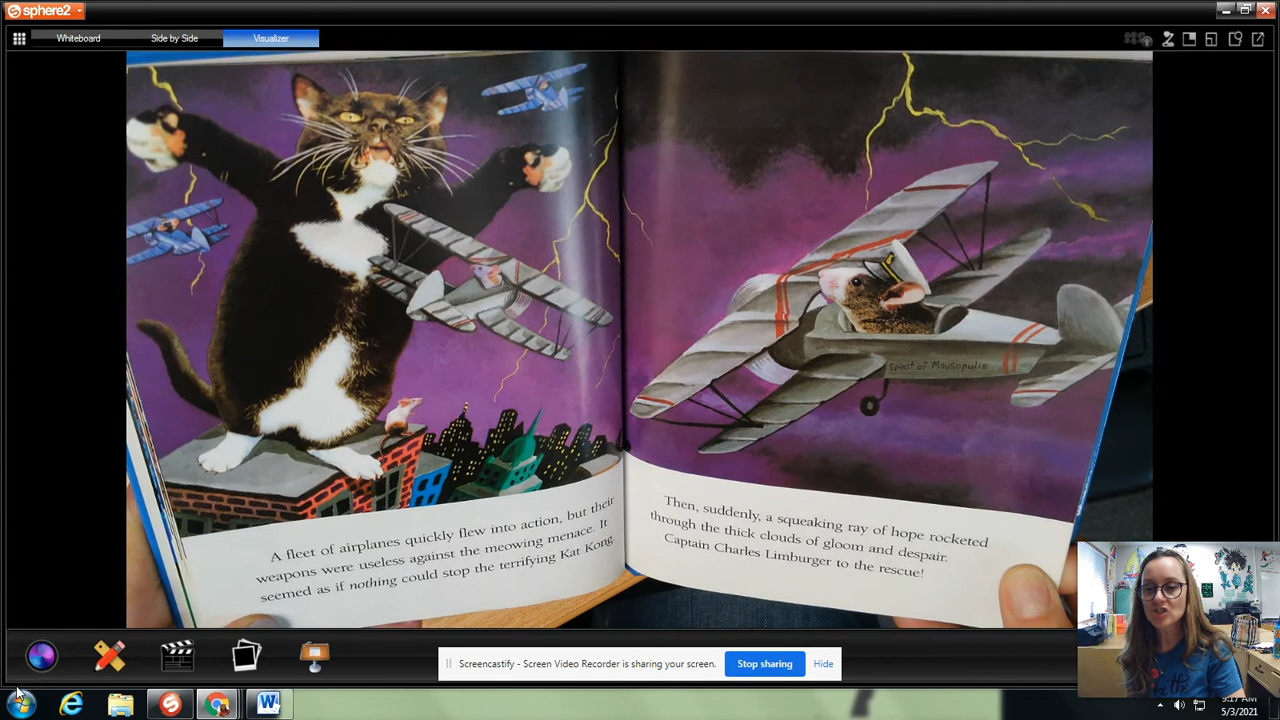 sphere2
Whiteboard
Side by Side
Visualizer
Spirit of Mousopolis
A fleet of airplanes quickly flew into action, but their
weapons were useless against the meowing menace. It
seemed as if nothing could stop the terrifying Kat Kong.
Then, suddenly, a squeaking ray of hope rocketed
through the thick clouds of gloom and despair.
Captain Charles Limburger to the rescue!
Screencastify - Screen Video Recorder is sharing your screen.
Stop sharing
Hide
9:17 AM
5/3/2021